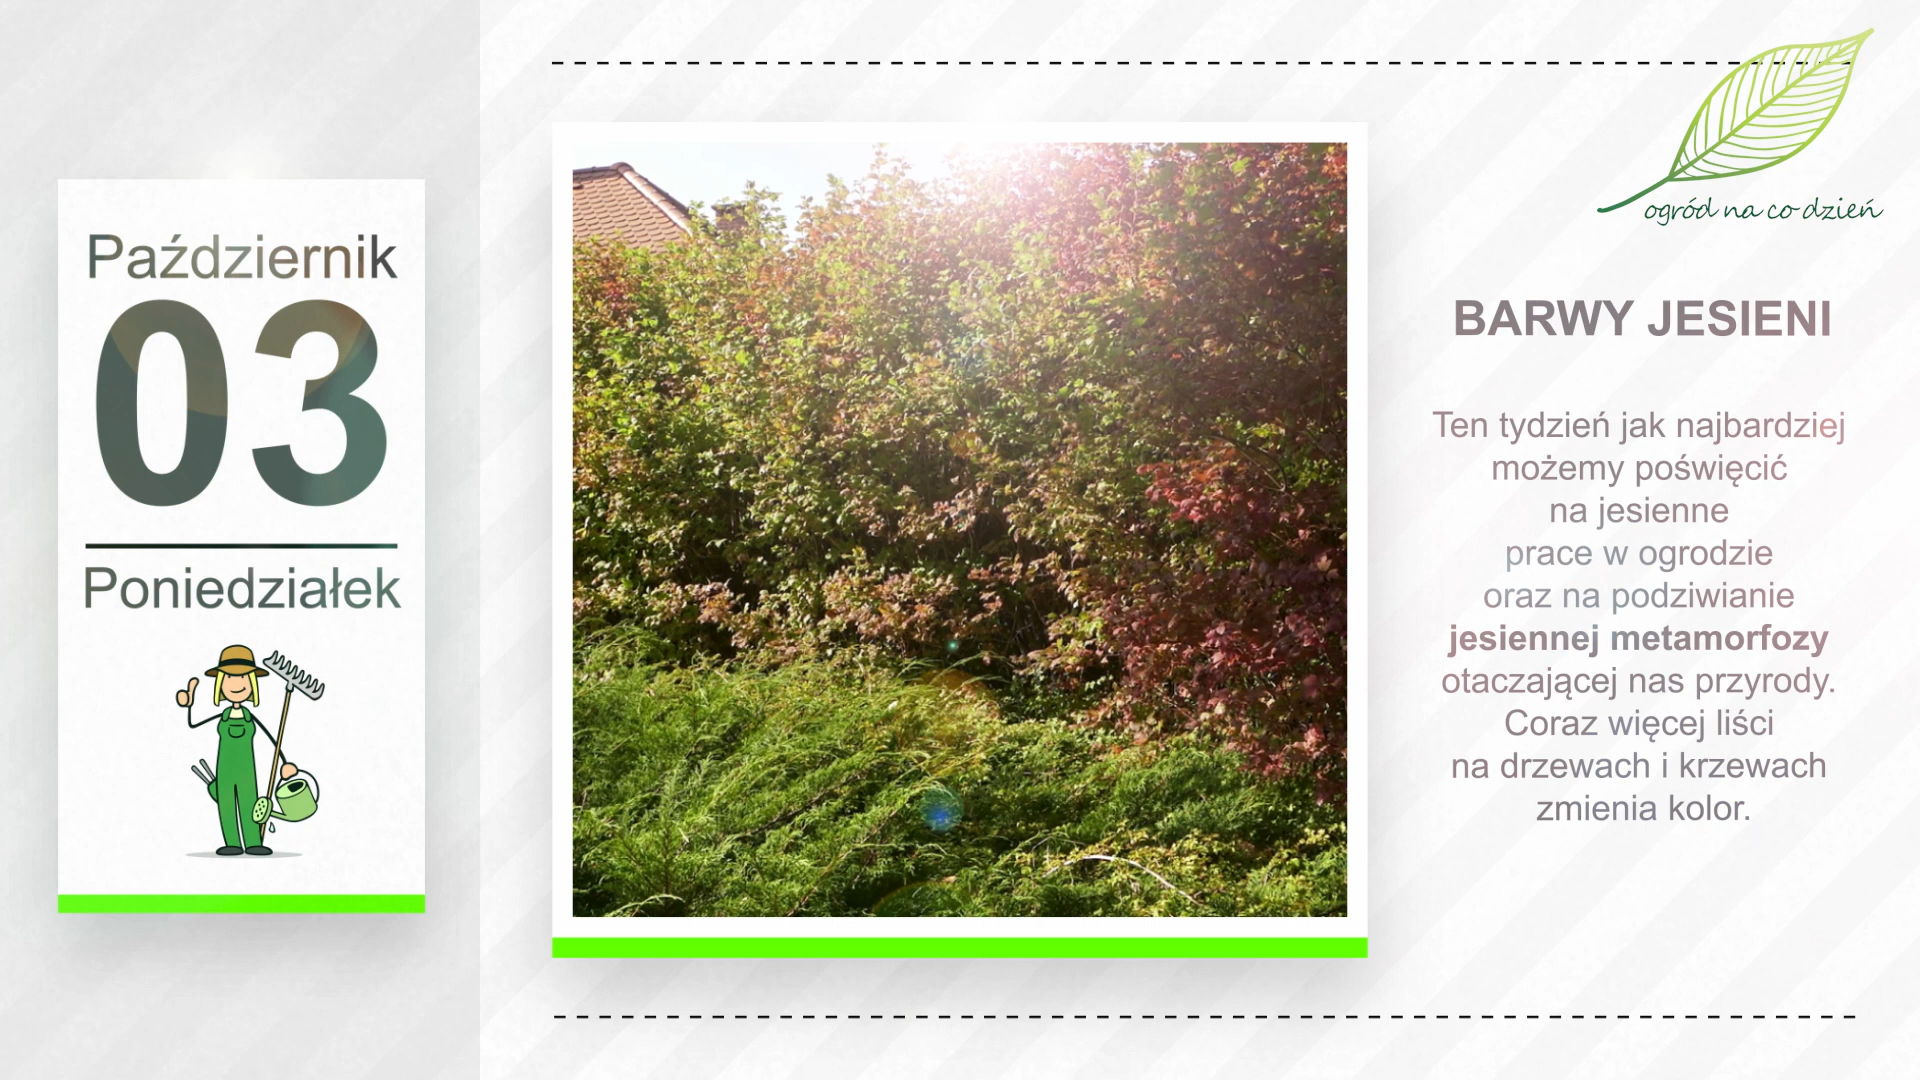 Październik
03
Poniedziałek
ogród na co dzień
BARWY JESIENI
Ten tydzień jak najbardziej
możemy poświęcić
na jesienne
prace w ogrodzie
oraz na podziwianie
jesiennej metamorfozy
otaczającej nas przyrody.
Coraz więcej liści
na drzewach i krzewach
zmienia kolor.